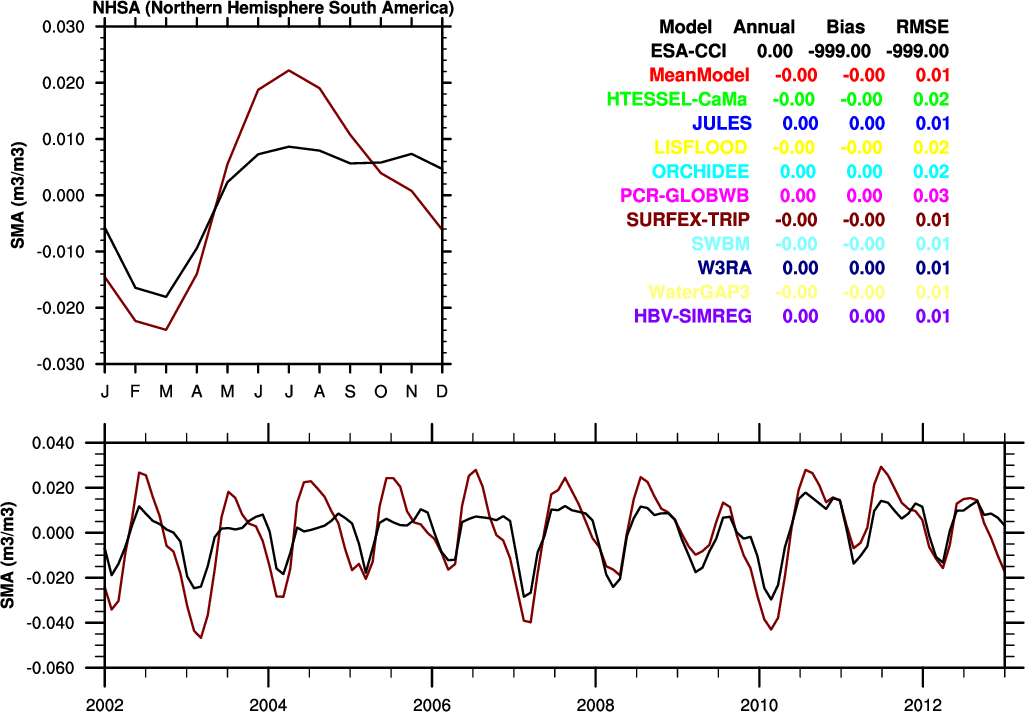 NHSA (Northern Hemisphere South America)
0.030
0.020
0.010
0.000
-0.010
-0.020
-0.030
SMA (m3/m3)
J F M A M J J A S O N D
Model Annual Bias RMSE
ESA-CCI 0.00 -999.00 -999.00
MeanModel -0.00 -0.00 0.01
HTESSEL-CaMa -0.00 -0.00 0.02
JULES 0.00 0.00 0.01
LISFLOOD -0.00 -0.00 0.02
ORCHIDEE 0.00 0.00 0.02
PCR-GLOBWB 0.00 0.00 0.03
SURFEX-TRIP -0.00 -0.00 0.01
SWBM -0.00 -0.00 0.01
W3RA 0.00 0.00 0.01
WaterGAP3 -0.00 -0.00 0.01
HBV-SIMREG 0.00 0.00 0.01
0.040
0.020
0.000
-0.020
-0.040
-0.060
SMA (m3/m3)
2002 2004 2006 2008 2010 2012